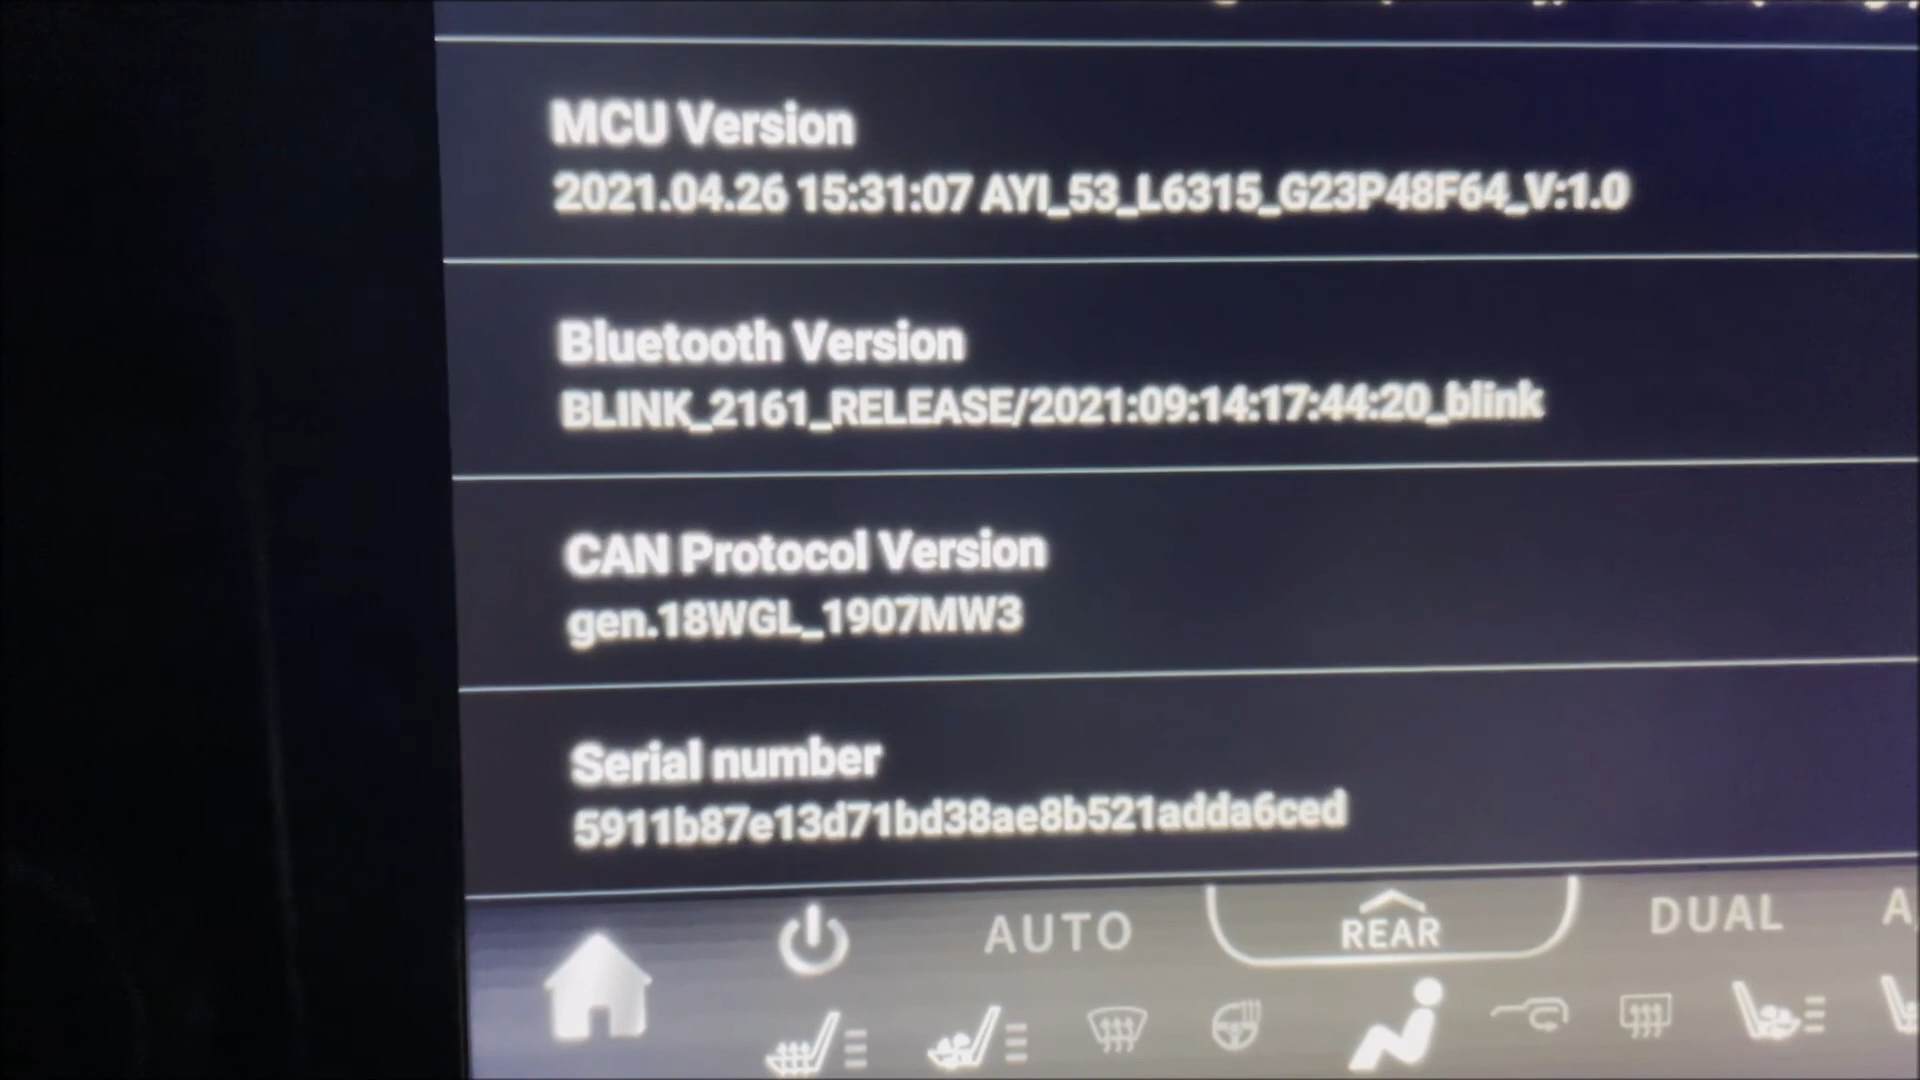 MCU Version
2021.04.26 15:31:07 AYI_53_L6315_G23P48F64_V:1.0
Bluetooth Version
BLINK_2161_RELEASE/2021:09:14:17:44:20_blink
CAN Protocol Version
gen.18WGL_1907MW3
Serial number
5911b87e13d71bd38ae8b521adda6ced
AUTO
REAR
DUAL